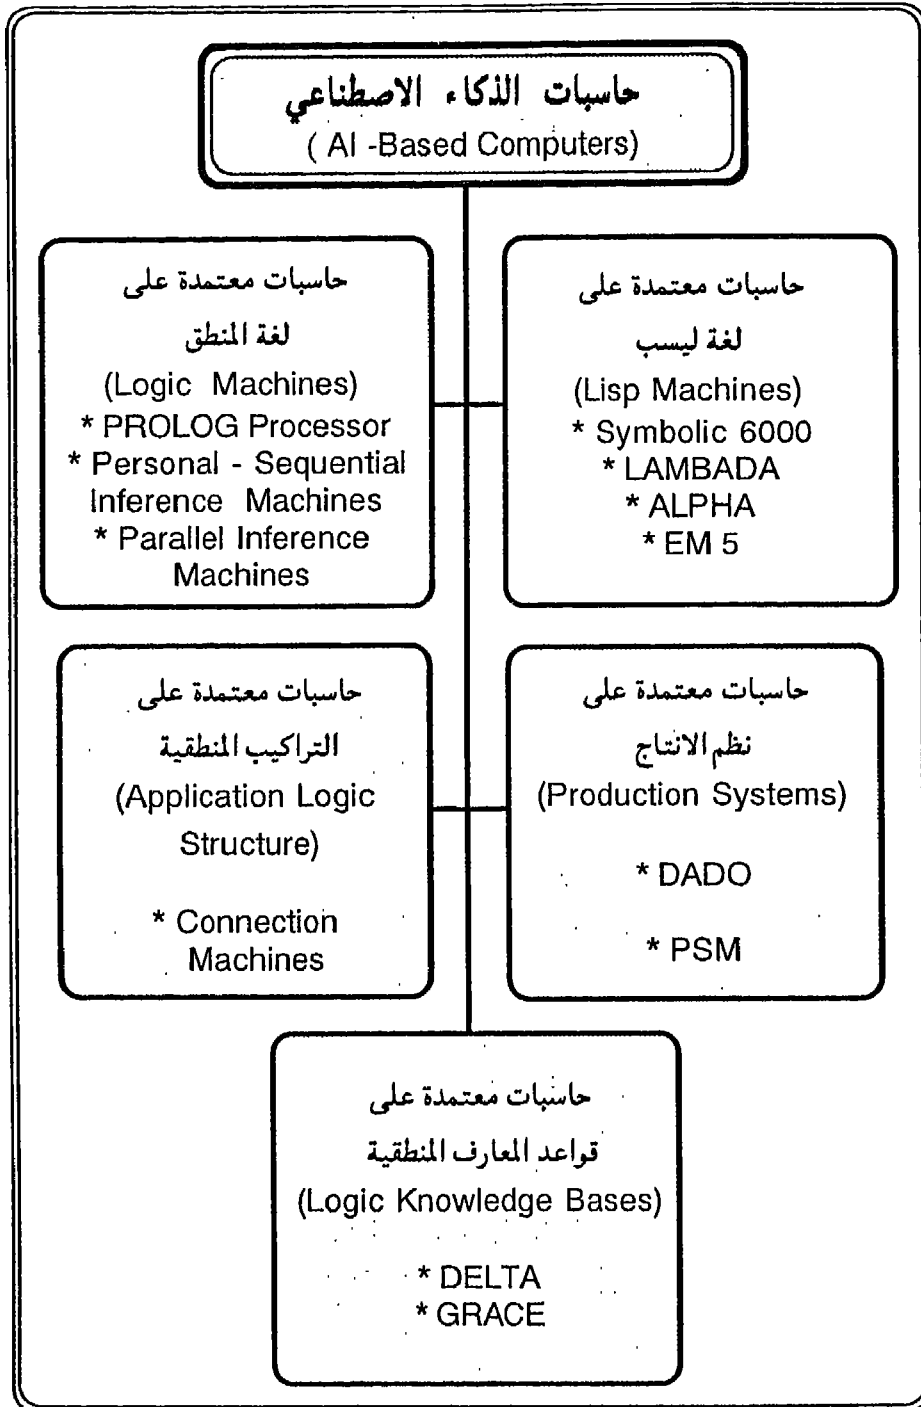 حاسبات الذكاء الاصطناعي
( AI -Based Computers)
حاسبات معتمدة على
لغة المنطق
(Logic Machines)
* PROLOG Processor
* Personal - Sequential
Inference Machines
* Parallel Inference
Machines
حاسبات معتمدة على
لغة ليسب
(Lisp Machines)
* Symbolic 6000
* LAMBADA
* ALPHA
* EM 5
حاسبات معتمدة على
التراكيب المنطقية
(Application Logic
Structure)
* Connection
Machines
حاسبات معتمدة على
نظم الانتاج
(Production Systems)
* DADO
* PSM
حاسبات معتمدة على
قواعد المعارف المنطقية
(Logic Knowledge Bases)
* DELTA
* GRACE